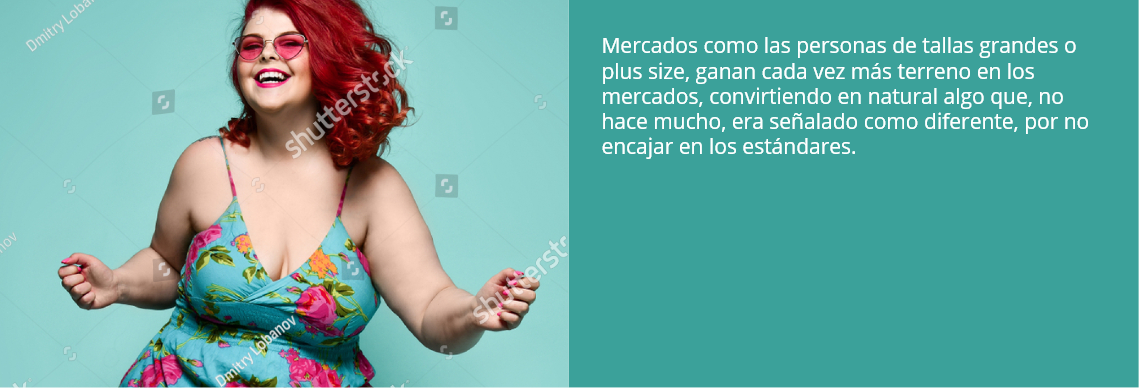 Dmitry Lobanov
shutterstock
Dmitry Lobanov
Mercados como las personas de tallas grandes o
plus size, ganan cada vez más terreno en los
mercados, convirtiendo en natural algo que, no
hace mucho, era señalado como diferente, por no
encajar en los estándares.